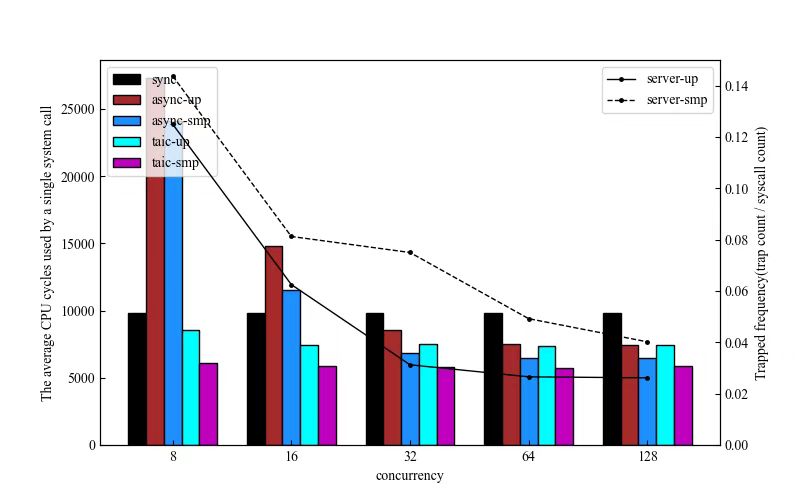 sync
async-up
async-smp
taic-up
taic-smp
server-up
server-smp
The average CPU cycles used by a single system call
25000
20000
15000
10000
5000
0
0.14
0.12
0.10
0.08
0.06
0.04
0.02
0.00
Trapped frequency(trap count / syscall count)
8 16 32 64 128
concurrency